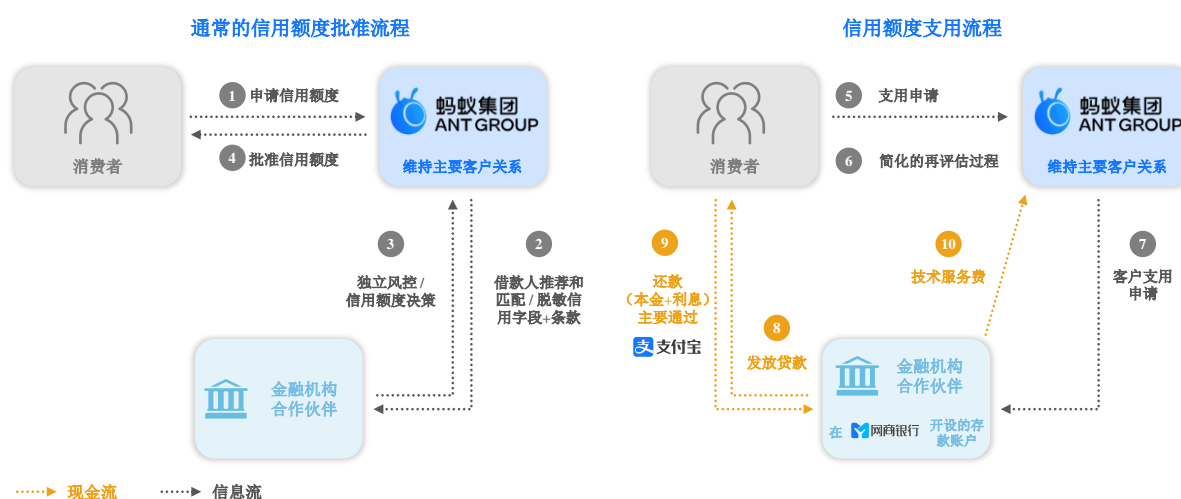 通常的信用额度批准流程
消费者
1 申请信用额度
4 批准信用额度
蚂蚁集团
ANT GROUP
维持主要客户关系
3
独立风控 /
信用额度决策
2
借款人推荐和
匹配 / 脱敏信
用字段+条款
金融机构
合作伙伴
信用额度支用流程
消费者
5 支用申请
6 简化的再评估过程
蚂蚁集团
ANT GROUP
维持主要客户关系
9
还款
（本金+利息）
主要通过
支 支付宝
8
发放贷款
10
技术服务费
7
客户支用
申请
金融机构
合作伙伴
在 网商银行 开设的存
款账户
现金流 信息流